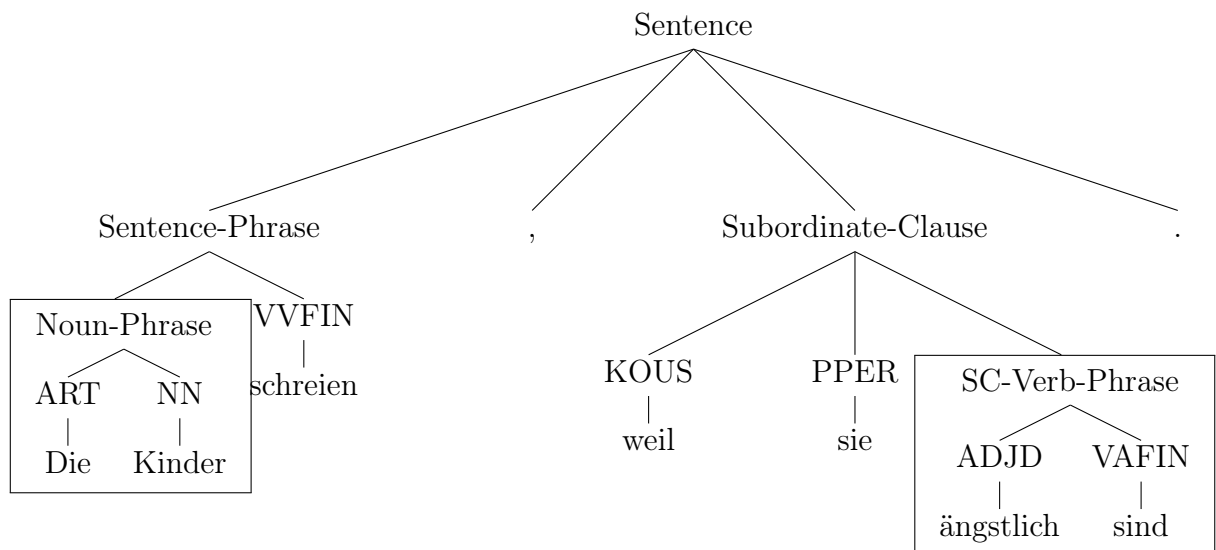 Sentence
Sentence-Phrase , Subordinate-Clause .
Noun-Phrase VVFIN
ART NN schreien KOUS PPER SC-Verb-Phrase
Die Kinder weil sie ADJD VAFIN
ängstlich sind